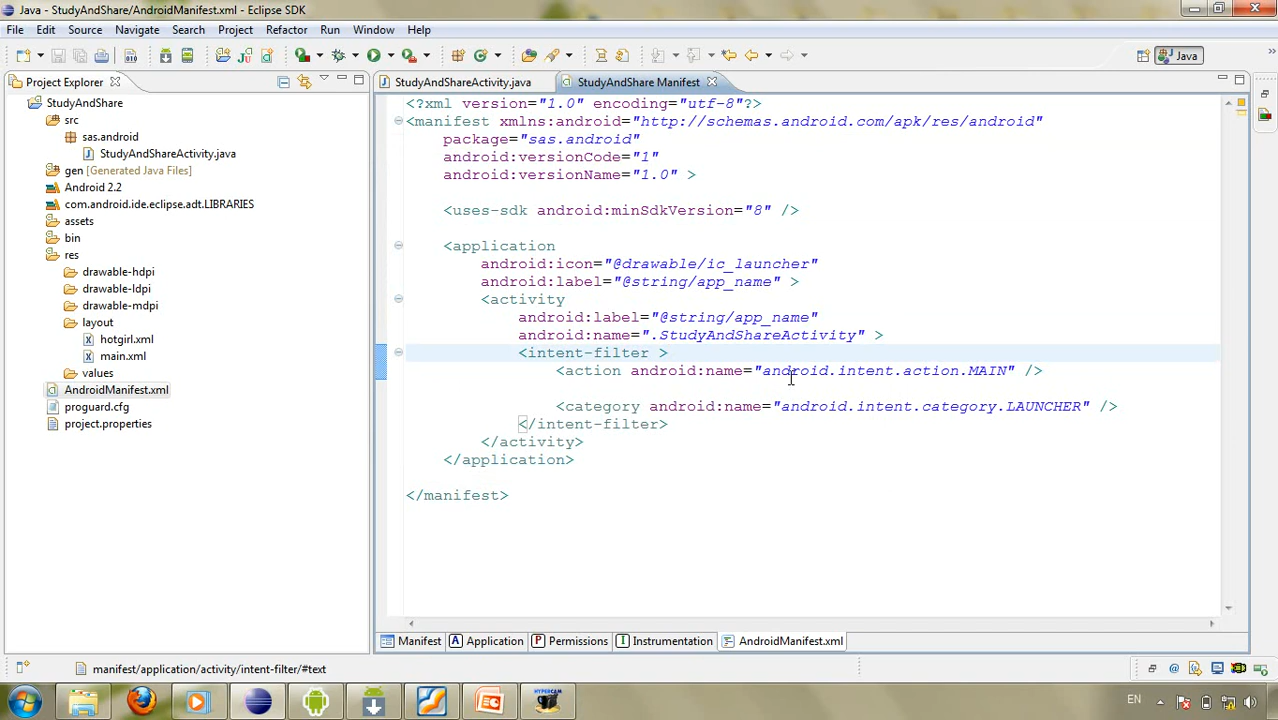 Java - StudyAndShare/AndroidManifest.xml - Eclipse SDK
File Edit Navigate Search Project Refactor Run Window Help
Java
Project Explorer
StudyAndShareActivity.java
StudyAndShare Manifest
StudyAndShare
src
sas.android
StudyAndShareActivity.java
gen [Generated Java Files]
Android 2.2
com.android.ide.eclipse.adt.LIBRARIES
assets
bin
res
drawable-hdpi
drawable-ldpi
drawable-mdpi
layout
hotgirl.xml
main.xml
values
AndroidManifest.xml
proguard.cfg
project.properties
<?xml version="1.0" encoding="utf-8"?>
<manifest xmlns:android="http://schemas.android.com/apk/res/android"
package="sas.android"
android:versionCode="1"
android:versionName="1.0" >
<uses-sdk android:minSdkVersion="8" />
<application
android:icon="@drawable/ic_launcher"
android:label="@string/app_name" >
<activity
android:label="@string/app_name"
android:name=".StudyAndShareActivity" >
<intent-filter >
<action android:name="android.intent.action.MAIN" />
<category android:name="android.intent.category.LAUNCHER" />
</intent-filter>
</activity>
</application>
</manifest>
Manifest A Application P Permissions I Instrumentation AndroidManifest.xml
manifest/application/activity/intent-filter/#text
HYPERCAM
EN